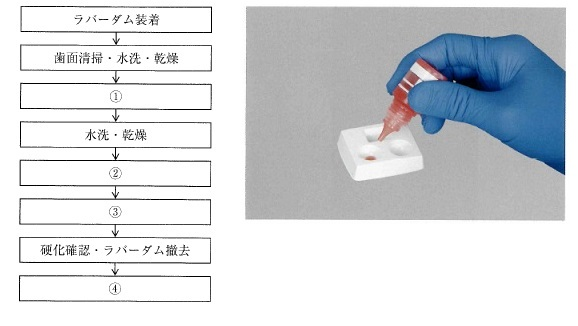 ラバーダム装着
歯面清掃・水洗・乾燥
①
水洗・乾燥
②
③
硬化確認・ラバーダム撤去
④